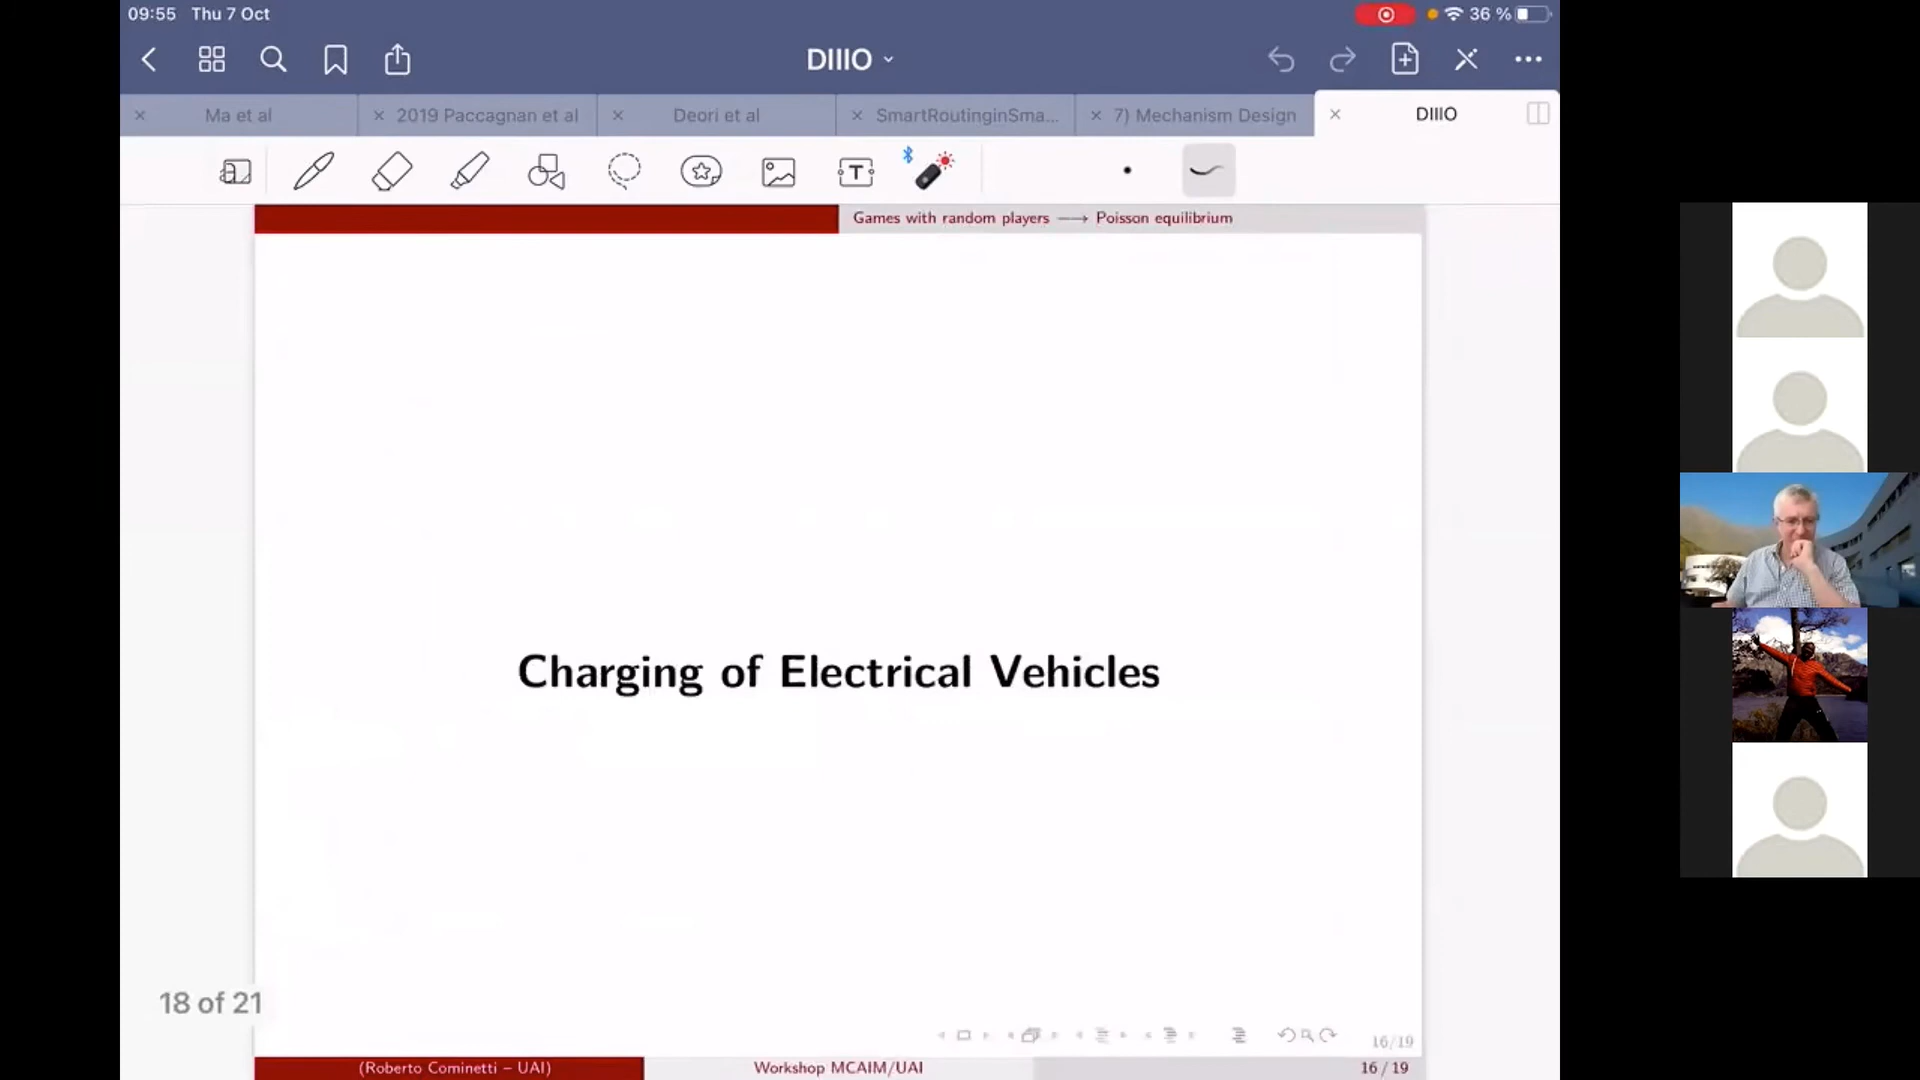 09:55 Thu 7 Oct
36 %
DIIIO
Ma et al
2019 Paccagnan et al
Deori et al
SmartRoutinginSma...
7) Mechanism Design
DIIIO
Games with random players ⟶ Poisson equilibrium
Charging of Electrical Vehicles
18 of 21
16/19
(Roberto Cominetti – UAI)
Workshop MCAIM/UAI
16 / 19